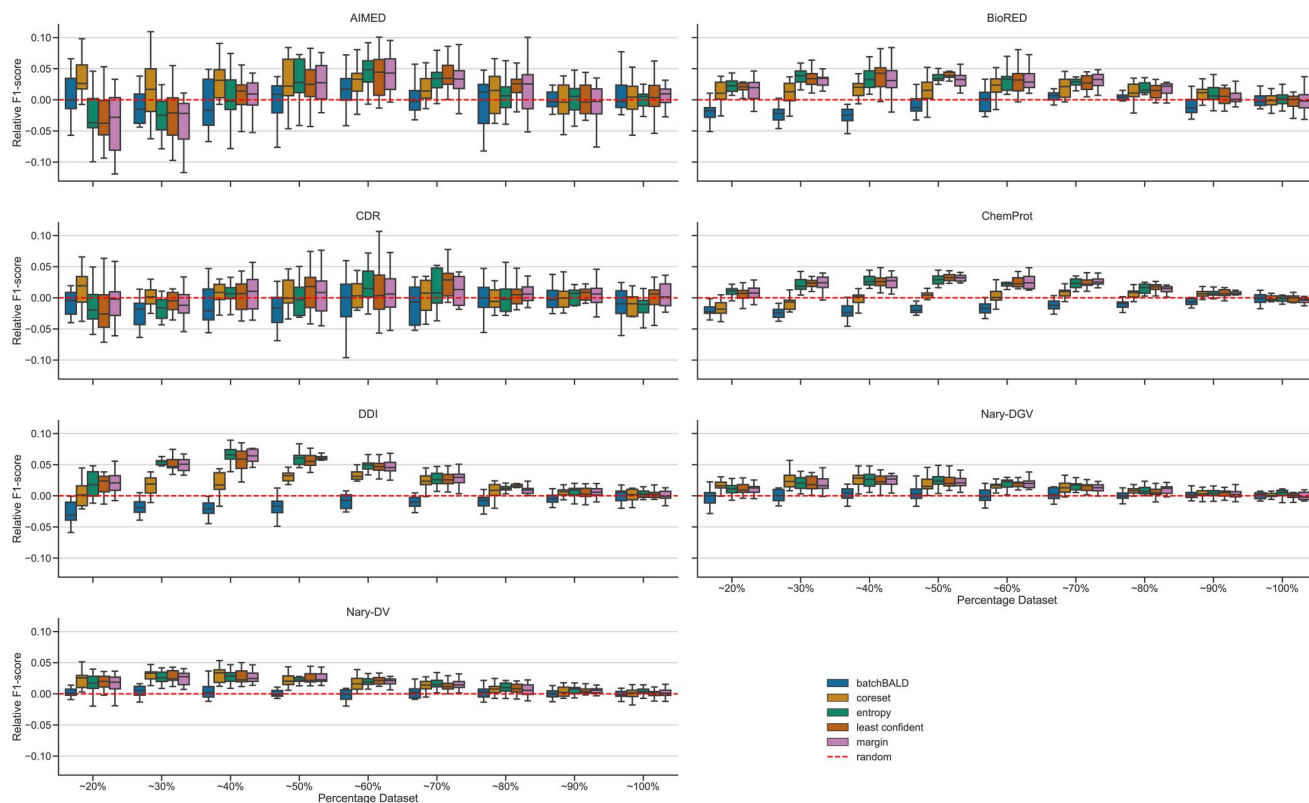 AIMED
BioRED
Relative F1-score
0.10
0.05
0.00
−0.05
−0.10
CDR
ChemProt
Relative F1-score
0.10
0.05
0.00
−0.05
−0.10
DDI
Nary-DGV
Relative F1-score
0.10
0.05
0.00
−0.05
−0.10
~20% ~30% ~40% ~50% ~60% ~70% ~80% ~90% ~100%
Percentage Dataset
Nary-DV
Relative F1-score
0.10
0.05
0.00
−0.05
−0.10
~20% ~30% ~40% ~50% ~60% ~70% ~80% ~90% ~100%
Percentage Dataset
batchBALD
coreset
entropy
least confident
margin
random